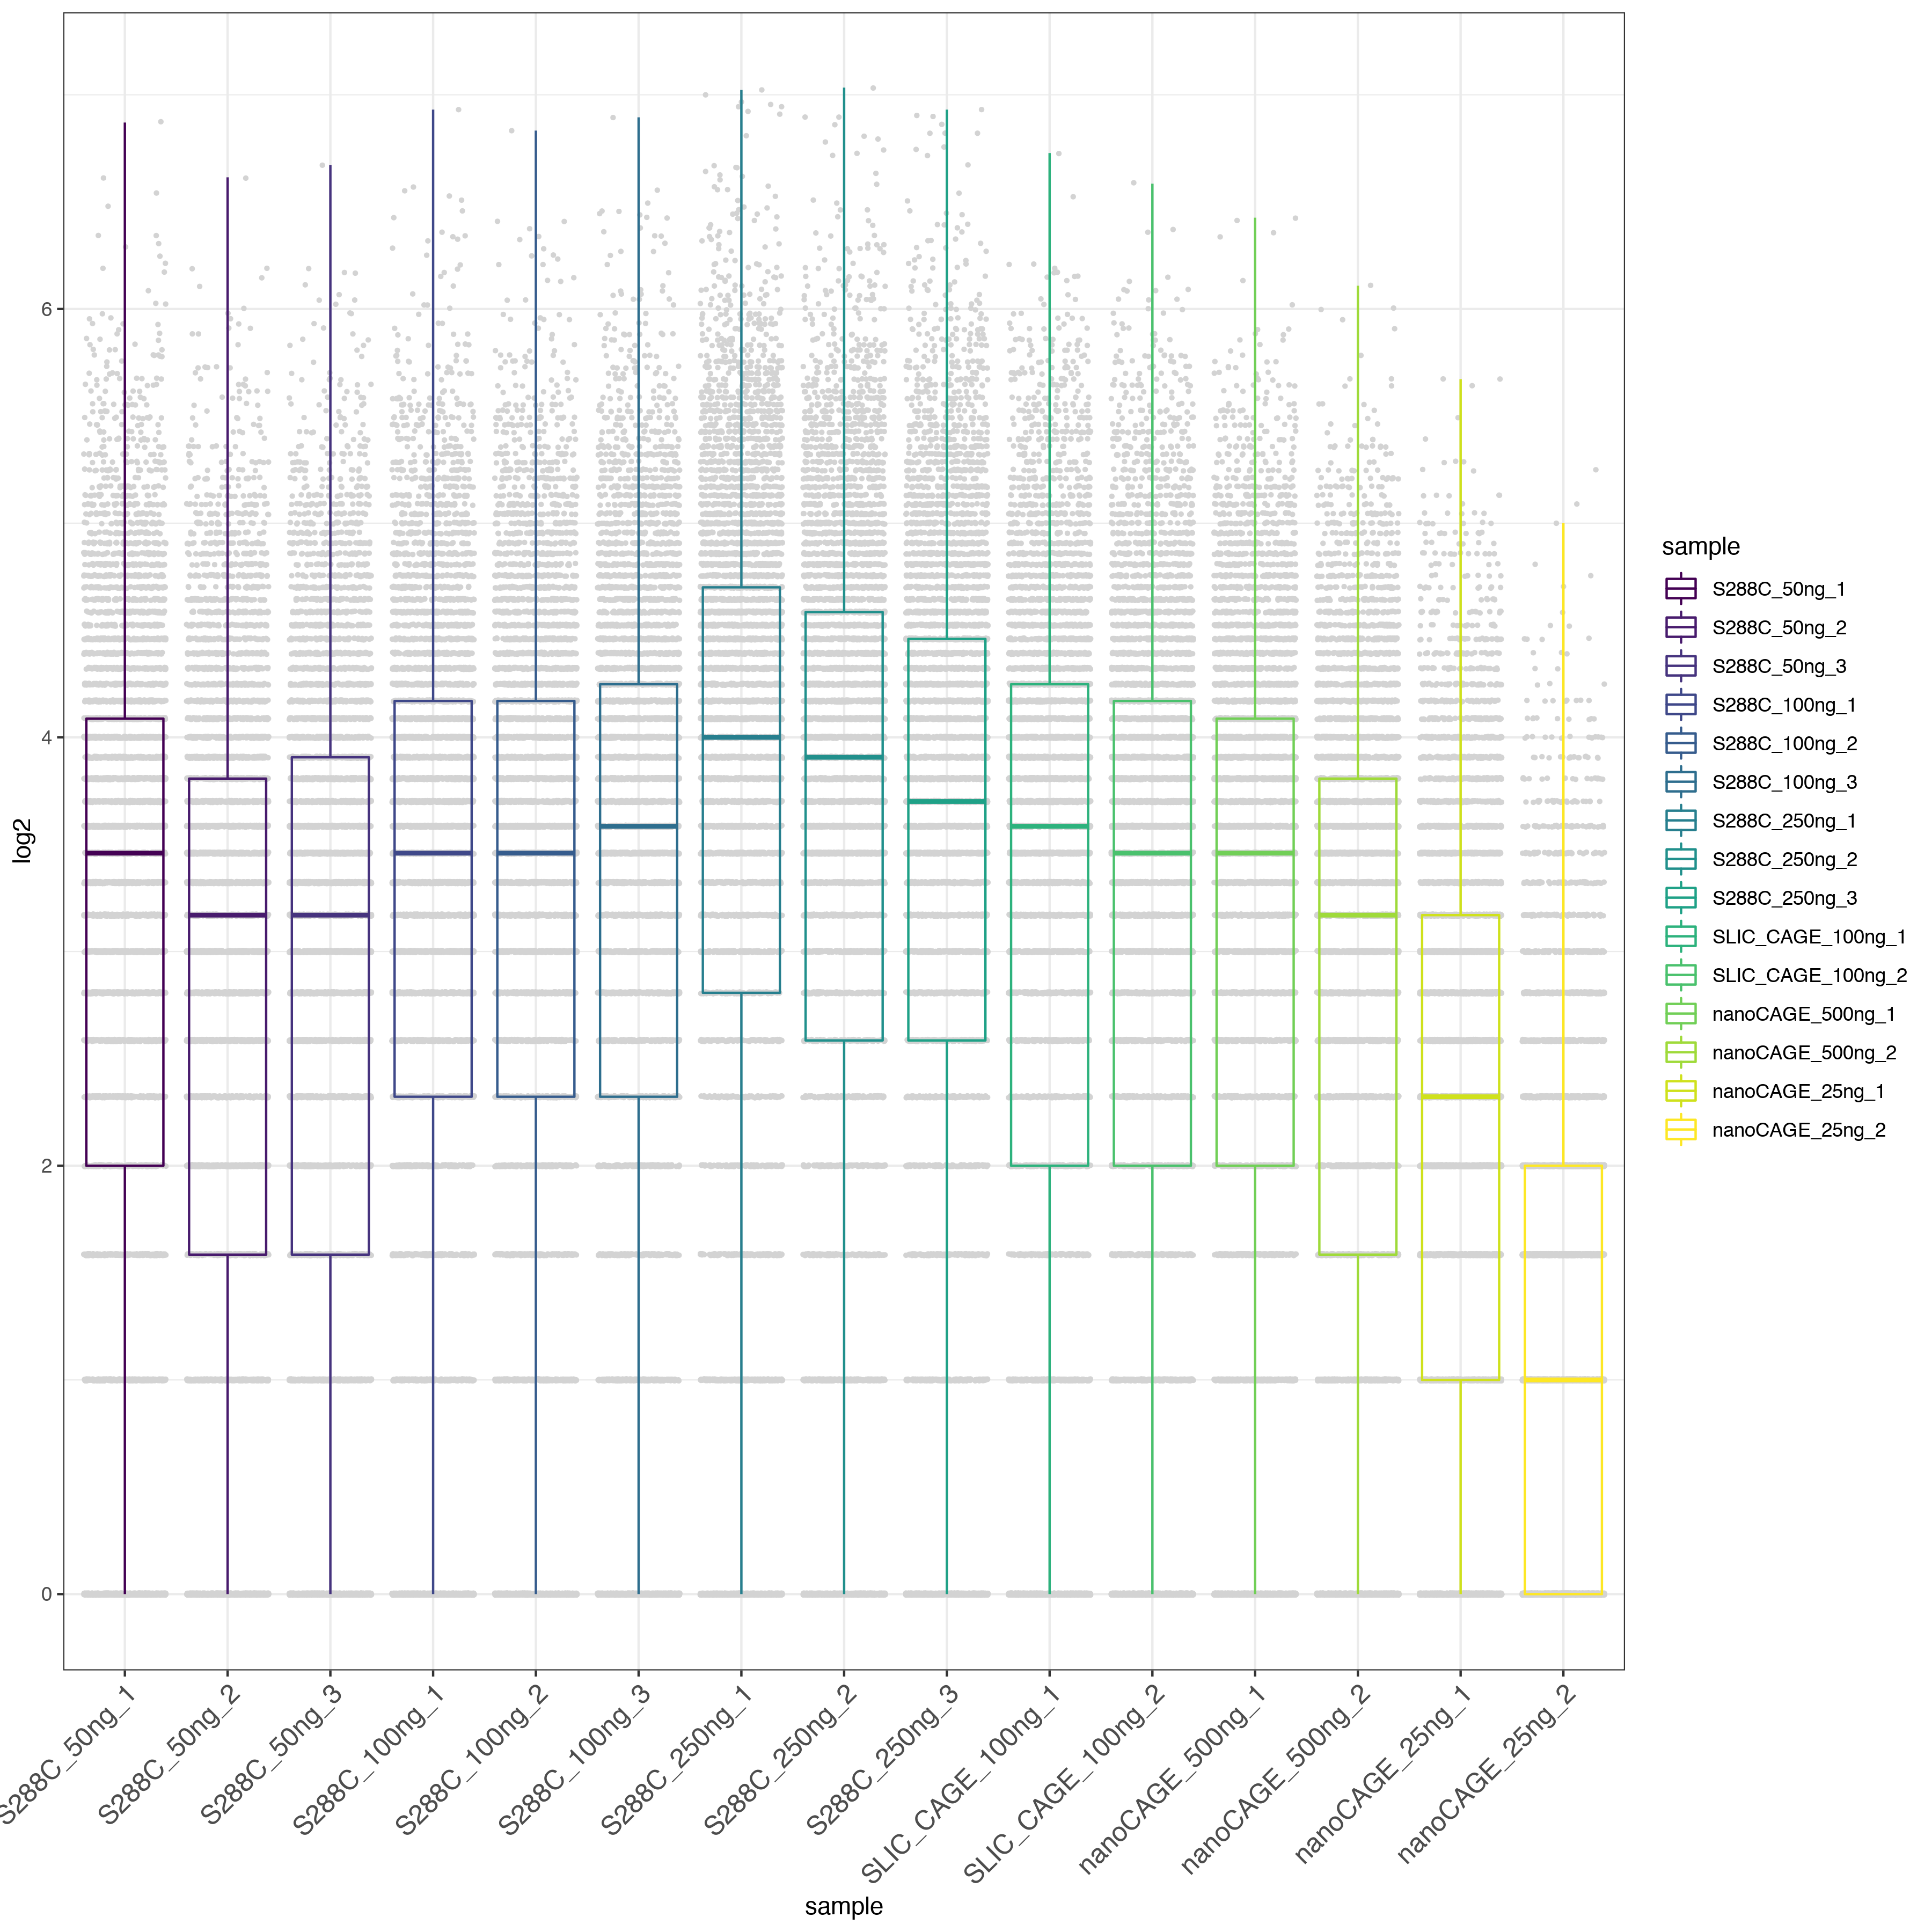 log2
6
4
2
0
S288C_50ng_1
S288C_50ng_2
S288C_50ng_3
S288C_100ng_1
S288C_100ng_2
S288C_100ng_3
S288C_250ng_1
S288C_250ng_2
S288C_250ng_3
SLIC_CAGE_100ng_1
SLIC_CAGE_100ng_2
nanoCAGE_500ng_1
nanoCAGE_500ng_2
nanoCAGE_25ng_1
nanoCAGE_25ng_2
sample
sample
S288C_50ng_1
S288C_50ng_2
S288C_50ng_3
S288C_100ng_1
S288C_100ng_2
S288C_100ng_3
S288C_250ng_1
S288C_250ng_2
S288C_250ng_3
SLIC_CAGE_100ng_1
SLIC_CAGE_100ng_2
nanoCAGE_500ng_1
nanoCAGE_500ng_2
nanoCAGE_25ng_1
nanoCAGE_25ng_2